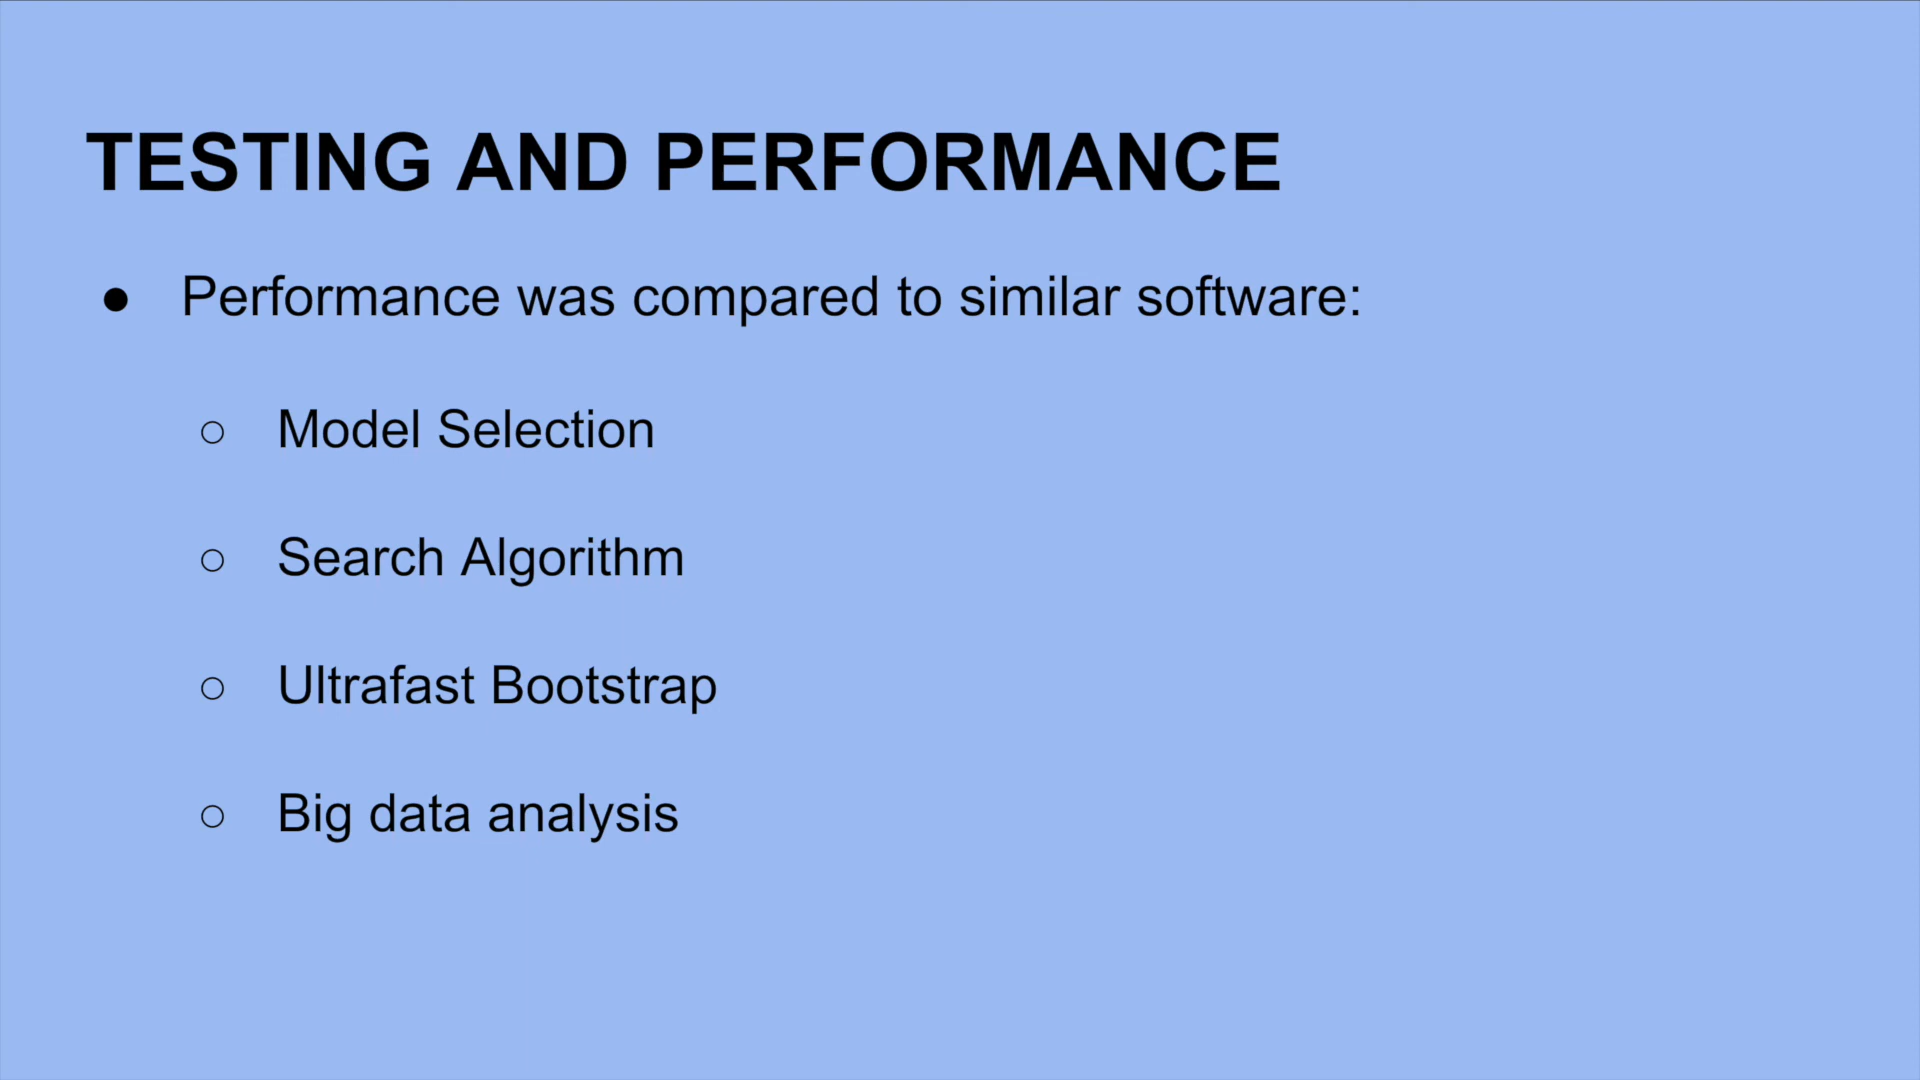 TESTING AND PERFORMANCE
● Performance was compared to similar software:
○ Model Selection
○ Search Algorithm
○ Ultrafast Bootstrap
○ Big data analysis